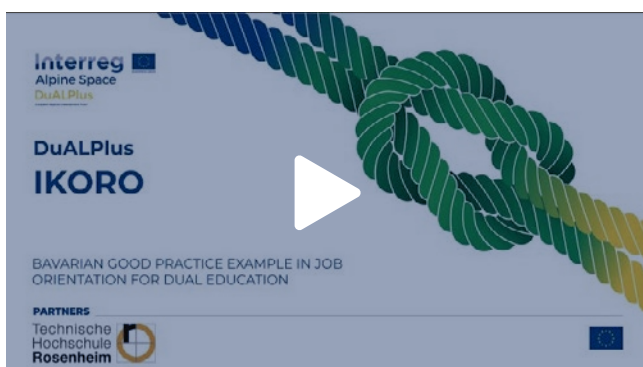 Interreg
Alpine Space
DuALPlus
DuALPlus
IKORO
BAVARIAN GOOD PRACTICE EXAMPLE IN JOB
ORIENTATION FOR DUAL EDUCATION
PARTNERS
Technische
Hochschule
Rosenheim